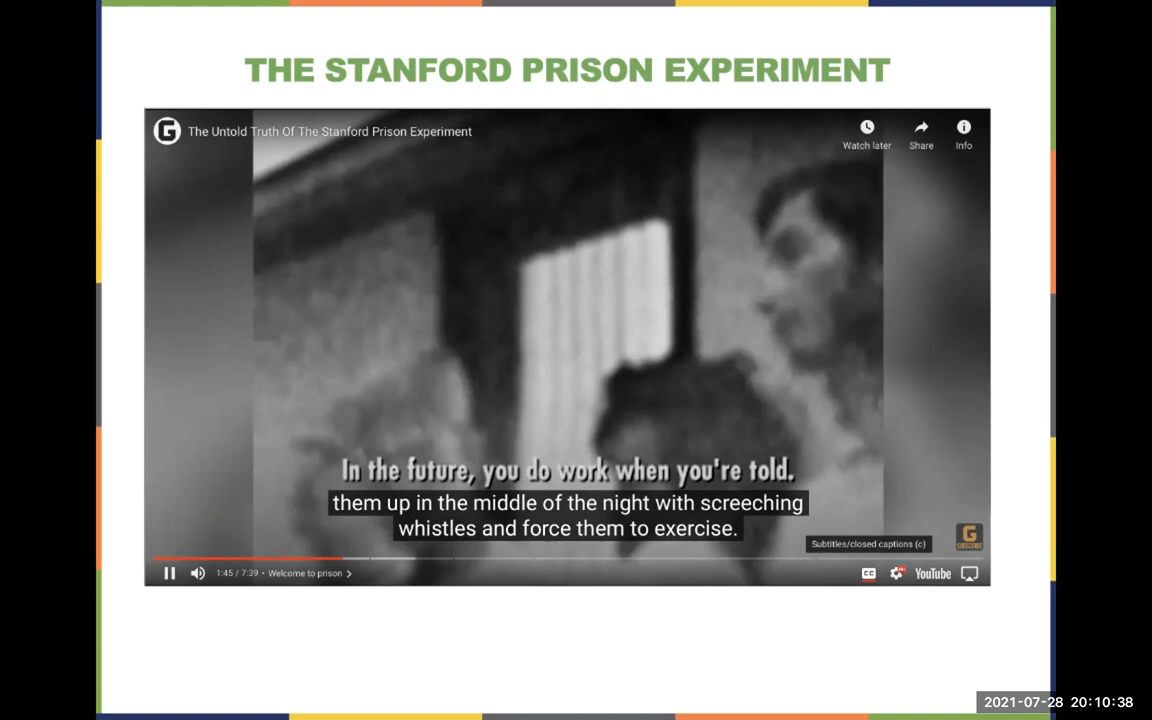 THE STANFORD PRISON EXPERIMENT
G The Untold Truth Of The Stanford Prison Experiment
Watch later Share Info
In the future, you do work when you're told.
them up in the middle of the night with screeching
whistles and force them to exercise.
Subtitles/closed captions (c)
G
SUBSCRIBE
1:45 / 7:39 • Welcome to prison >
CC HD YouTube
2021-07-28 20:10:38